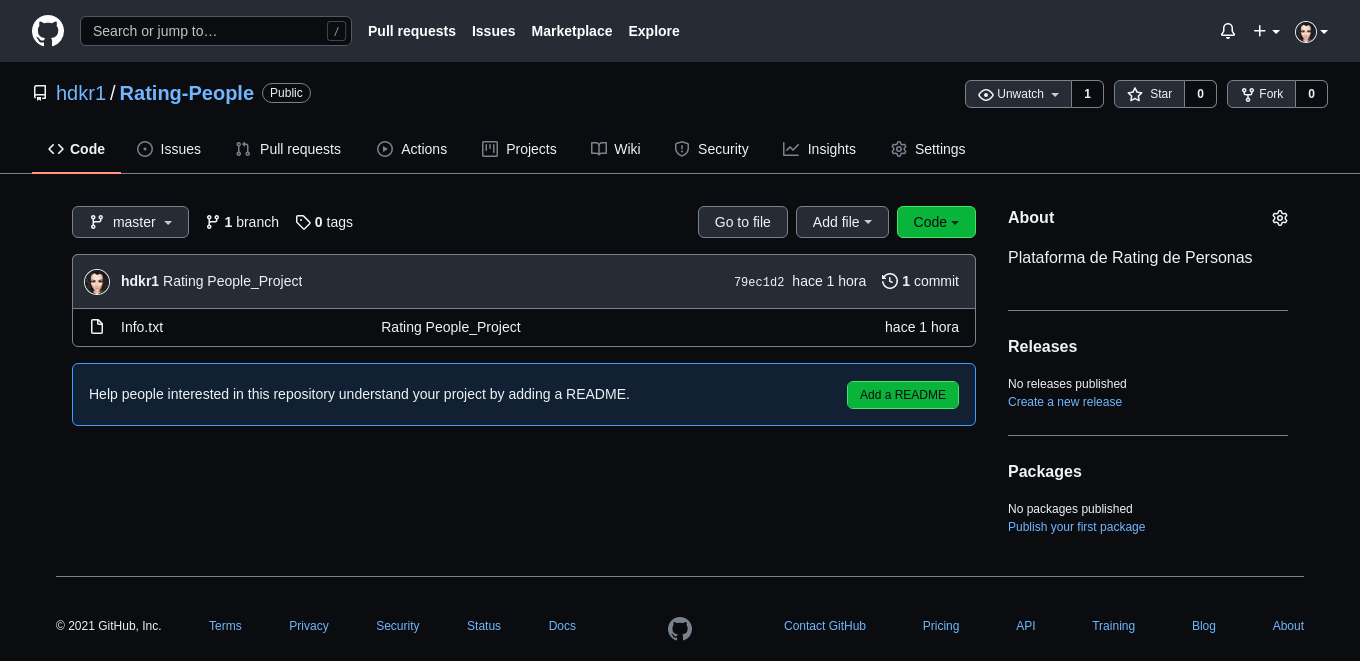 Search or jump to… /
Pull requests Issues Marketplace Explore
hdkr1 / Rating-People Public
Unwatch 1 Star 0 Fork 0
Code Issues Pull requests Actions Projects Wiki Security Insights Settings
master 1 branch 0 tags Go to file Add file Code
hdkr1 Rating People_Project 79ec1d2 hace 1 hora 1 commit
Info.txt Rating People_Project hace 1 hora
Help people interested in this repository understand your project by adding a README. Add a README
About
Plataforma de Rating de Personas
Releases
No releases published
Create a new release
Packages
No packages published
Publish your first package
© 2021 GitHub, Inc. Terms Privacy Security Status Docs Contact GitHub Pricing API Training Blog About